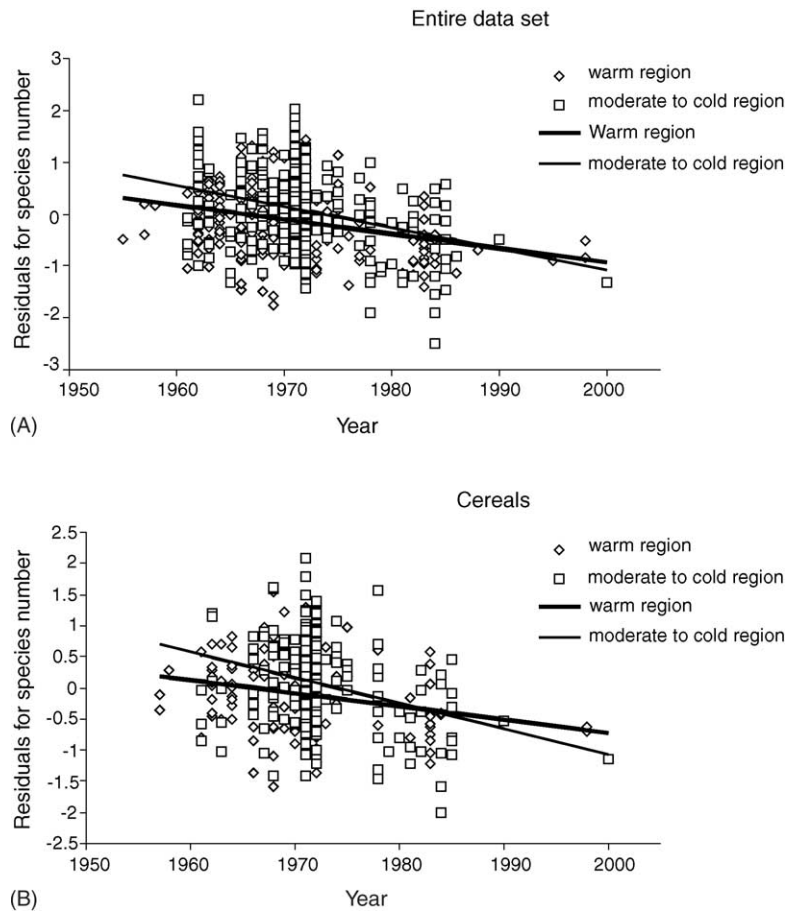 Entire data set
3
2
1
0
-1
-2
-3
Residuals for species number
warm region
moderate to cold region
Warm region
moderate to cold region
1950 1960 1970 1980 1990 2000
(A) Year
Cereals
2.5
2
1.5
1
0.5
0
-0.5
-1
-1.5
-2
-2.5
Residuals for species number
warm region
moderate to cold region
warm region
moderate to cold region
1950 1960 1970 1980 1990 2000
(B) Year